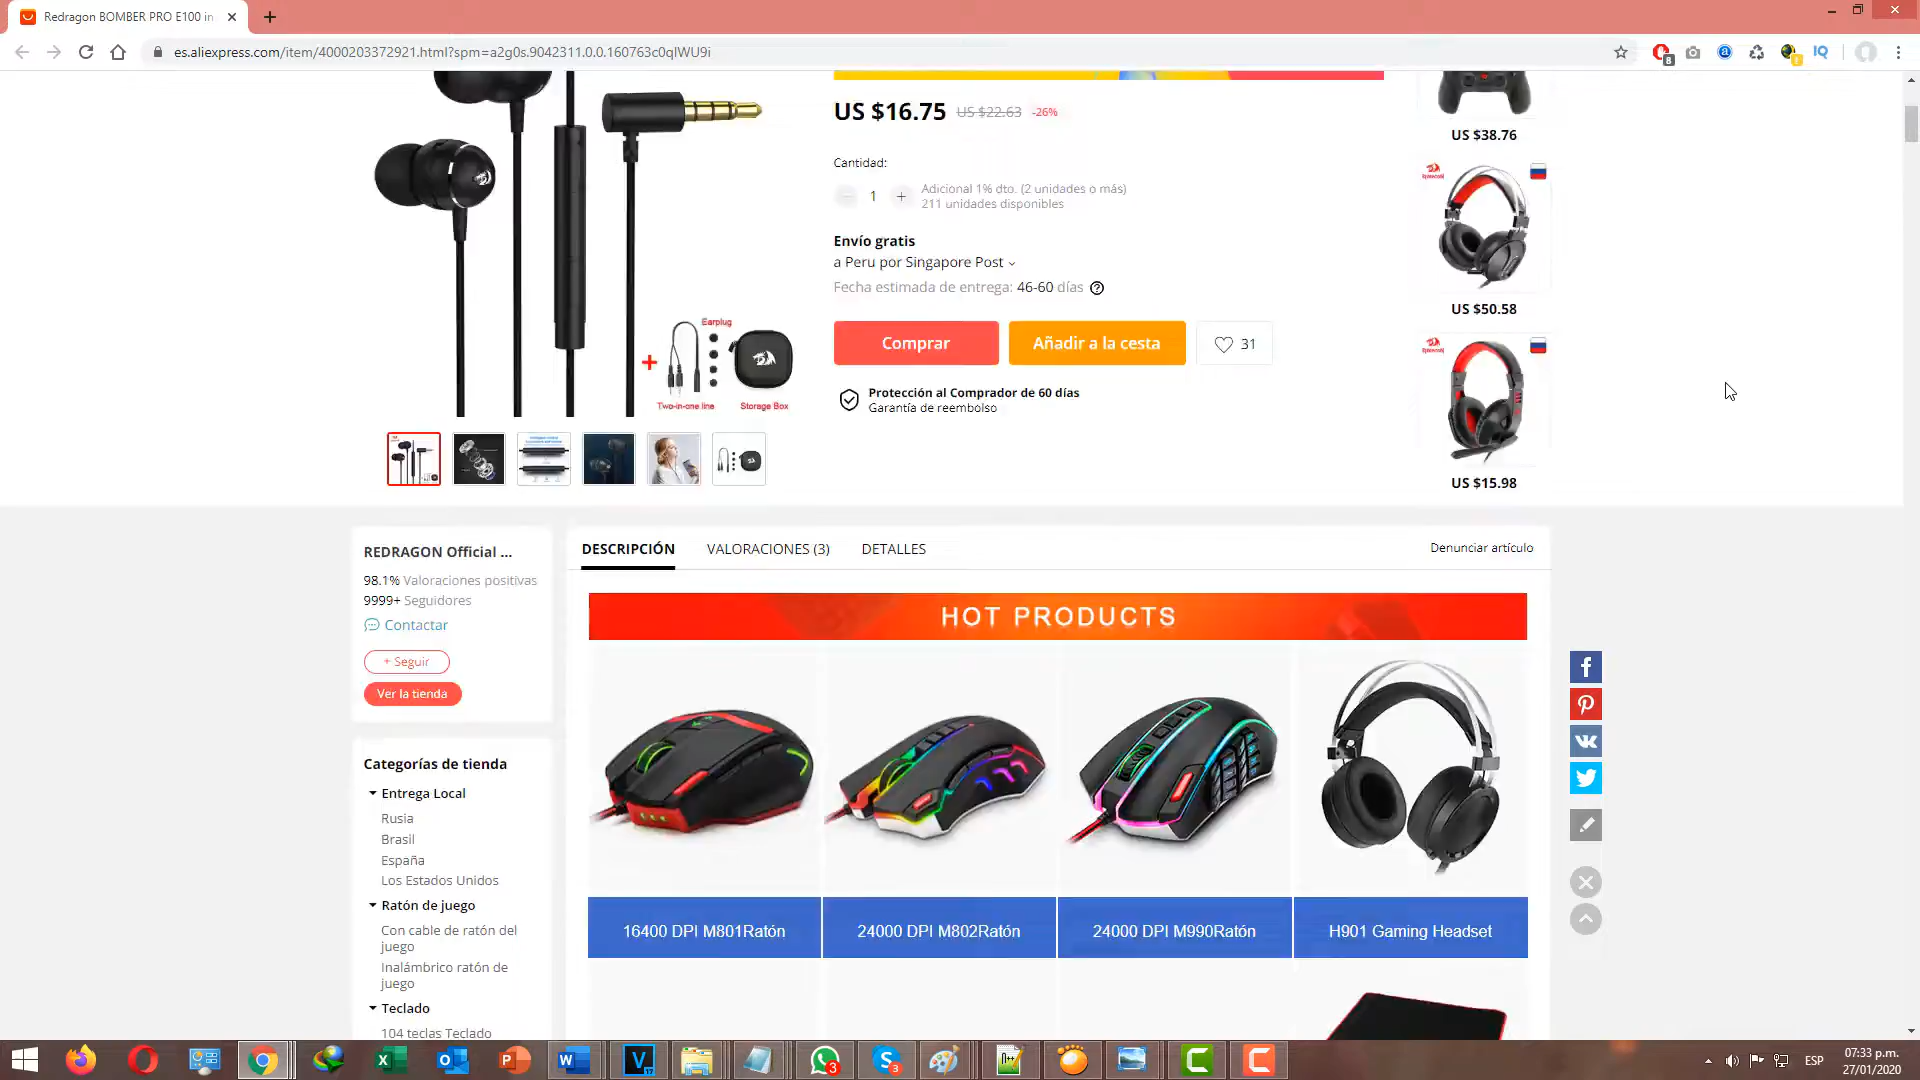 Redragon BOMBER PRO E100 in
es.aliexpress.com/item/4000203372921.html?spm=a2g0s.9042311.0.0.160763c0qIWU9i
IQ
US $16.75 US $22.63 -26%
Cantidad:
1
Adicional 1% dto. (2 unidades o más)
211 unidades disponibles
Envío gratis
a Peru por Singapore Post
Fecha estimada de entrega: 46-60 días
Comprar
Añadir a la cesta
31
Protección al Comprador de 60 días
Garantía de reembolso
Earplug
Two-in-one line
Storage Box
US $38.76
US $50.58
US $15.98
REDRAGON Official ...
98.1% Valoraciones positivas
9999+ Seguidores
Contactar
+ Seguir
Ver la tienda
Categorías de tienda
Entrega Local
Rusia
Brasil
España
Los Estados Unidos
Ratón de juego
Con cable de ratón del
juego
Inalámbrico ratón de
juego
Teclado
104 teclas Teclado
DESCRIPCIÓN
VALORACIONES (3)
DETALLES
Denunciar artículo
HOT PRODUCTS
16400 DPI M801Ratón
24000 DPI M802Ratón
24000 DPI M990Ratón
H901 Gaming Headset
ESP
07:33 p.m.
27/01/2020